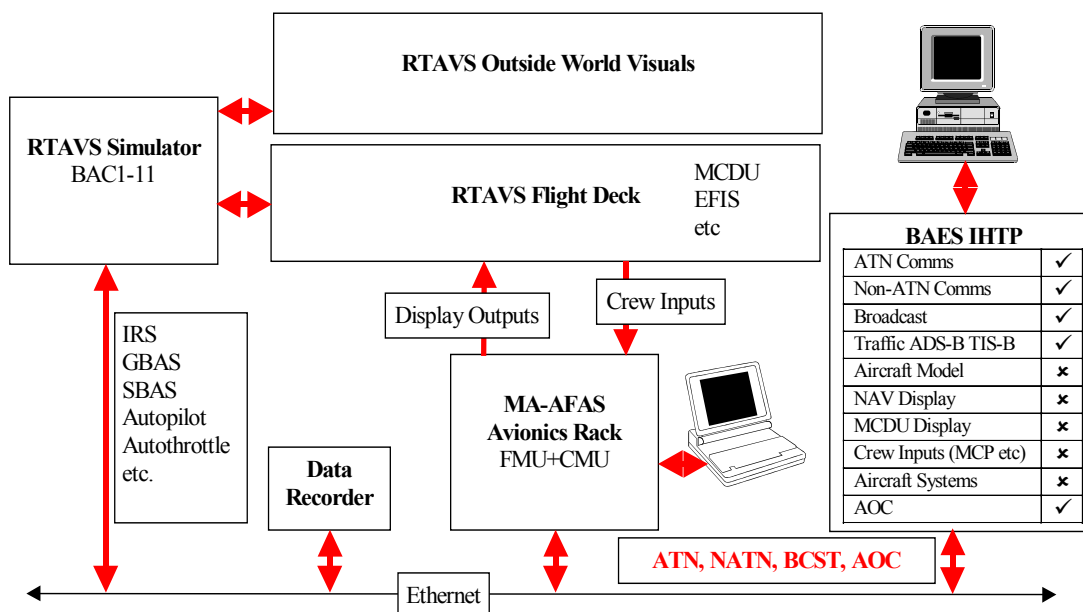 RTAVS Outside World Visuals
RTAVS Simulator
BAC1-11
RTAVS Flight Deck
MCDU
EFIS
etc
BAES IHTP
ATN Comms ✓
Non-ATN Comms ✓
Broadcast ✓
Traffic ADS-B TIS-B ✓
Aircraft Model ✗
NAV Display ✗
MCDU Display ✗
Crew Inputs (MCP etc) ✗
Aircraft Systems ✗
AOC ✓
Display Outputs
Crew Inputs
IRS
GBAS
SBAS
Autopilot
Autothrottle
etc.
MA-AFAS
Avionics Rack
FMU+CMU
Data
Recorder
ATN, NATN, BCST, AOC
Ethernet